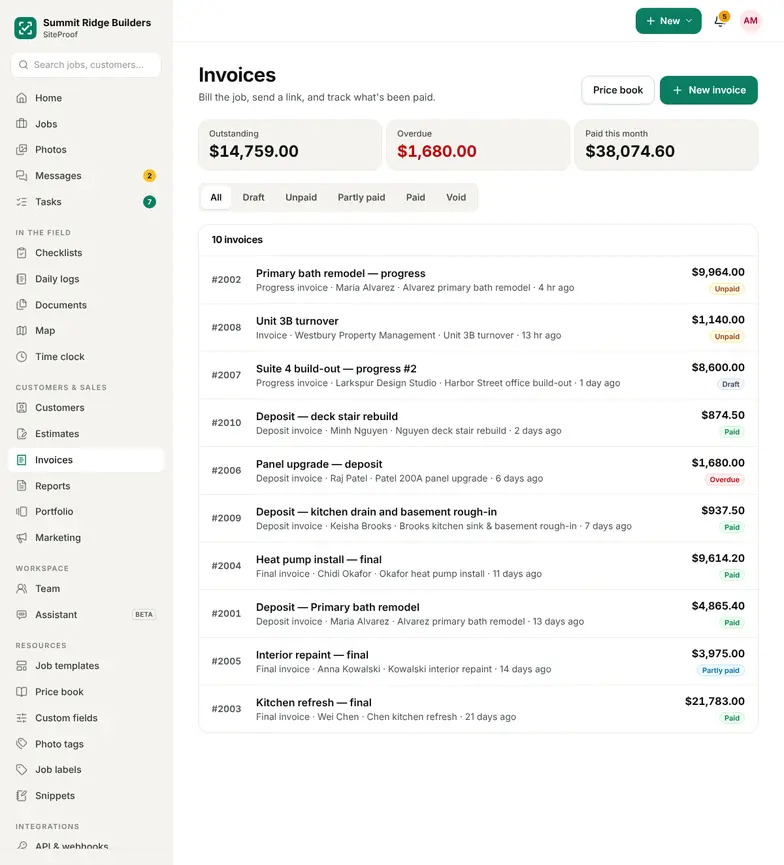 Summit Ridge Builders
SiteProof
Search jobs, customers...
Home
Jobs
Photos
Messages 2
Tasks 7
IN THE FIELD
Checklists
Daily logs
Documents
Map
Time clock
CUSTOMERS & SALES
Customers
Estimates
Invoices
Reports
Portfolio
Marketing
WORKSPACE
Team
Assistant BETA
RESOURCES
Job templates
Price book
Custom fields
Photo tags
Job labels
Snippets
INTEGRATIONS
API & webhooks
+ New
5
AM
Invoices
Bill the job, send a link, and track what's been paid.
Price book
+ New invoice
Outstanding
$14,759.00
Overdue
$1,680.00
Paid this month
$38,074.60
All Draft Unpaid Partly paid Paid Void
10 invoices
#2002
Primary bath remodel — progress
Progress invoice · Maria Alvarez · Alvarez primary bath remodel · 4 hr ago
$9,964.00
Unpaid
#2008
Unit 3B turnover
Invoice · Westbury Property Management · Unit 3B turnover · 13 hr ago
$1,140.00
Unpaid
#2007
Suite 4 build-out — progress #2
Progress invoice · Larkspur Design Studio · Harbor Street office build-out · 1 day ago
$8,600.00
Draft
#2010
Deposit — deck stair rebuild
Deposit invoice · Minh Nguyen · Nguyen deck stair rebuild · 2 days ago
$874.50
Paid
#2006
Panel upgrade — deposit
Deposit invoice · Raj Patel · Patel 200A panel upgrade · 6 days ago
$1,680.00
Overdue
#2009
Deposit — kitchen drain and basement rough-in
Deposit invoice · Keisha Brooks · Brooks kitchen sink & basement rough-in · 7 days ago
$937.50
Paid
#2004
Heat pump install — final
Final invoice · Chidi Okafor · Okafor heat pump install · 11 days ago
$9,614.20
Paid
#2001
Deposit — Primary bath remodel
Deposit invoice · Maria Alvarez · Alvarez primary bath remodel · 13 days ago
$4,865.40
Paid
#2005
Interior repaint — final
Final invoice · Anna Kowalski · Kowalski interior repaint · 14 days ago
$3,975.00
Partly paid
#2003
Kitchen refresh — final
Final invoice · Wei Chen · Chen kitchen refresh · 21 days ago
$21,783.00
Paid